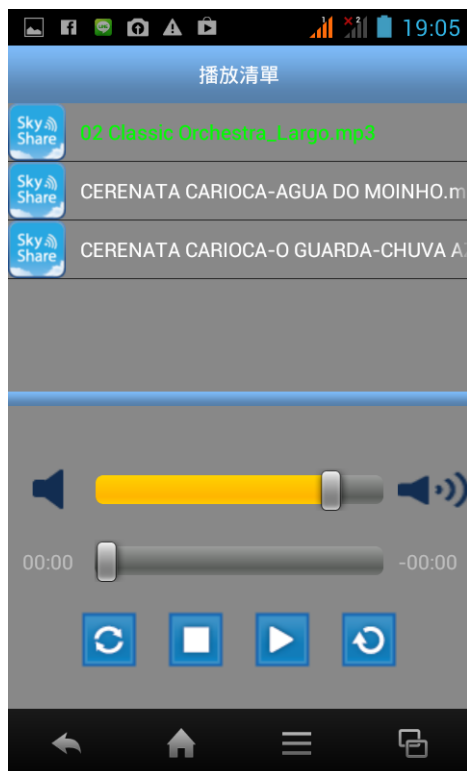 19:05
播放清單
Sky Share
02 Classic Orchestra_Largo.mp3
Sky Share
CERENATA CARIOCA-AGUA DO MOINHO.m
Sky Share
CERENATA CARIOCA-O GUARDA-CHUVA A
00:00
-00:00